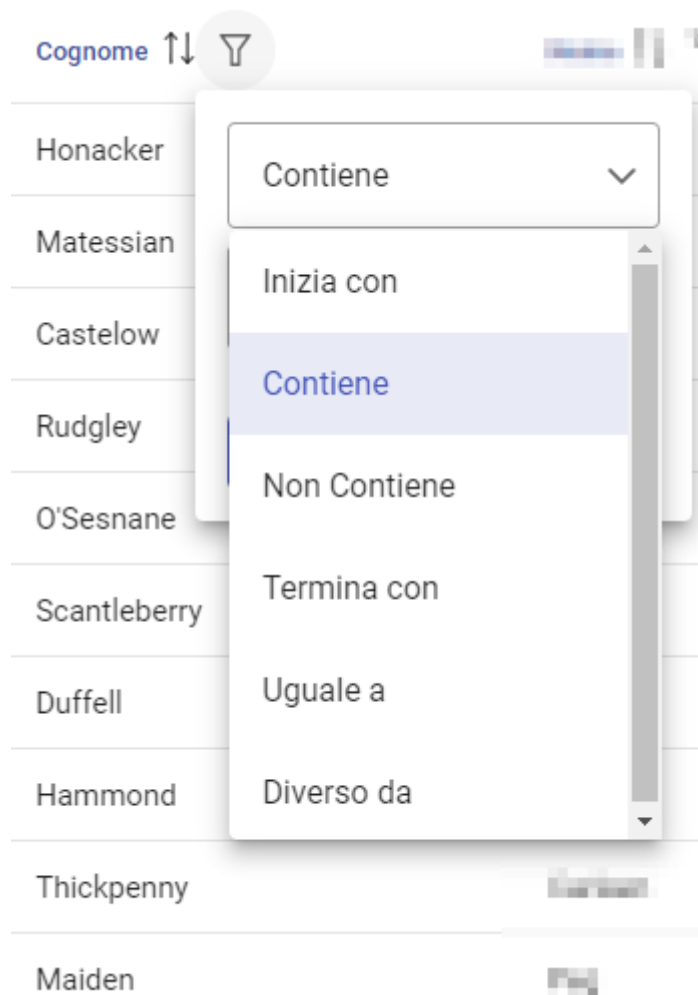 Cognome
Honacker
Contiene
Matessian
Inizia con
Castelow
Contiene
Rudgley
Non Contiene
O'Sesnane
Termina con
Scantleberry
Uguale a
Duffell
Diverso da
Hammond
Thickpenny
Maiden